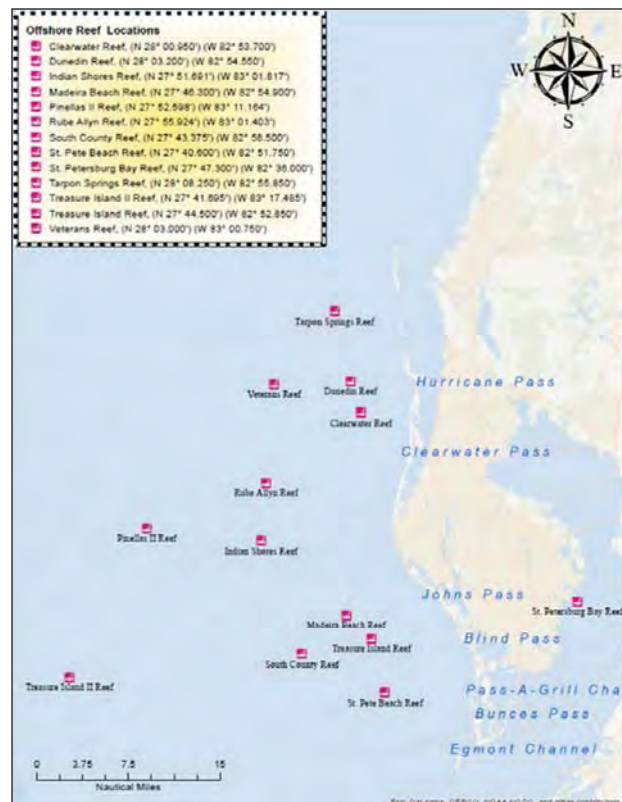 Offshore Reef Locations
Clearwater Reef, (N 28° 00.950') (W 82° 53.700')
Dunedin Reef, (N 28° 03.200') (W 82° 54.550')
Indian Shores Reef, (N 27° 51.691') (W 83° 01.817')
Madeira Beach Reef, (N 27° 46.300') (W 82° 54.900')
Pinellas II Reef, (N 27° 52.598') (W 83° 11.164')
Rube Allyn Reef, (N 27° 55.924') (W 83° 01.403')
South County Reef, (N 27° 43.375') (W 82° 58.500')
St. Pete Beach Reef, (N 27° 40.600') (W 82° 51.750')
St. Petersburg Bay Reef, (N 27° 47.300') (W 82° 36.000')
Tarpon Springs Reef, (N 28° 08.250') (W 82° 55.850')
Treasure Island II Reef, (N 27° 41.695') (W 83° 17.485')
Treasure Island Reef, (N 27° 44.500') (W 82° 52.850')
Veterans Reef, (N 28° 03.000') (W 83° 00.750')
N
W E
S
Tarpon Springs Reef
Hurricane Pass
Veterans Reef
Dunedin Reef
Clearwater Reef
Clearwater Pass
Rube Allyn Reef
Pinellas II Reef
Indian Shores Reef
Johns Pass
St. Petersburg Bay Reef
Madeira Beach Reef
Blind Pass
Treasure Island Reef
South County Reef
Treasure Island II Reef
Pass-A-Grill Cha
St. Pete Beach Reef
Bunces Pass
Egmont Channel
0 3.75 7.5 15
Nautical Miles